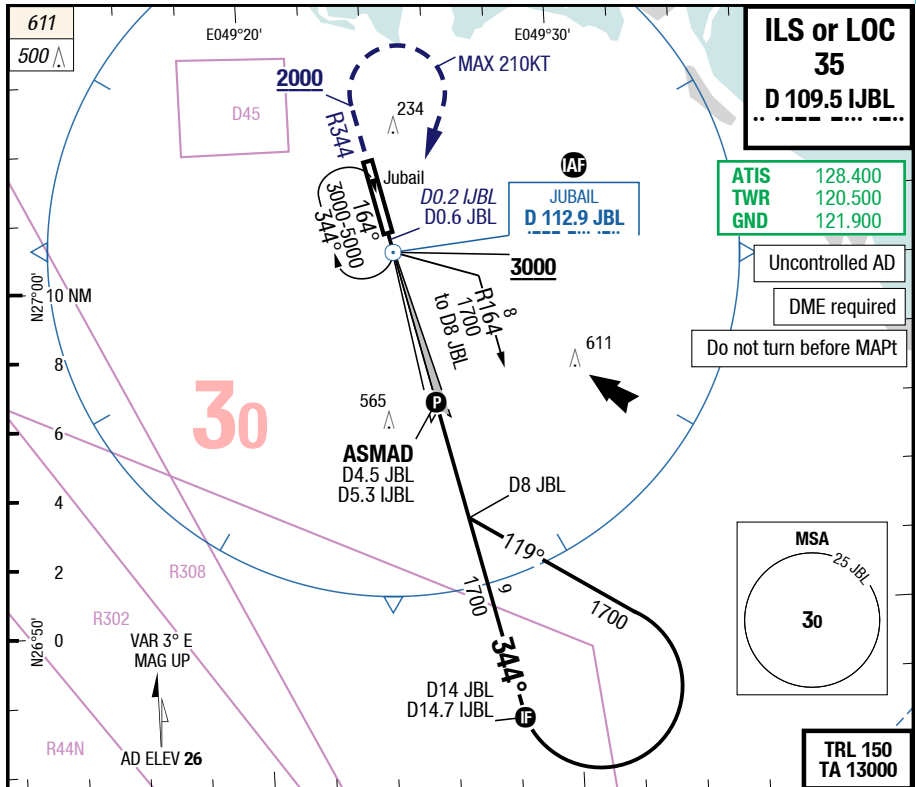 611
500
E049°20'
E049°30'
ILS or LOC
35
D 109.5 IJBL
2000
MAX 210KT
D45
234
R344
IAF
Jubail
D0.2 IJBL
D0.6 JBL
JUBAIL
D 112.9 JBL
ATIS 128.400
TWR 120.500
GND 121.900
164°
3000-5000
344°
3000
Uncontrolled AD
DME required
Do not turn before MAPt
N27°00'
10 NM
8
R164
1700
to D8 JBL
611
8
30
565
P
ASMAD
D4.5 JBL
D5.3 IJBL
6
4
D8 JBL
119°
MSA
25 JBL
30
2
R308
9
1700
1700
R302
N26°50'
0
VAR 3° E
MAG UP
344°
D14 JBL
D14.7 IJBL
IF
R44N
AD ELEV 26
TRL 150
TA 13000